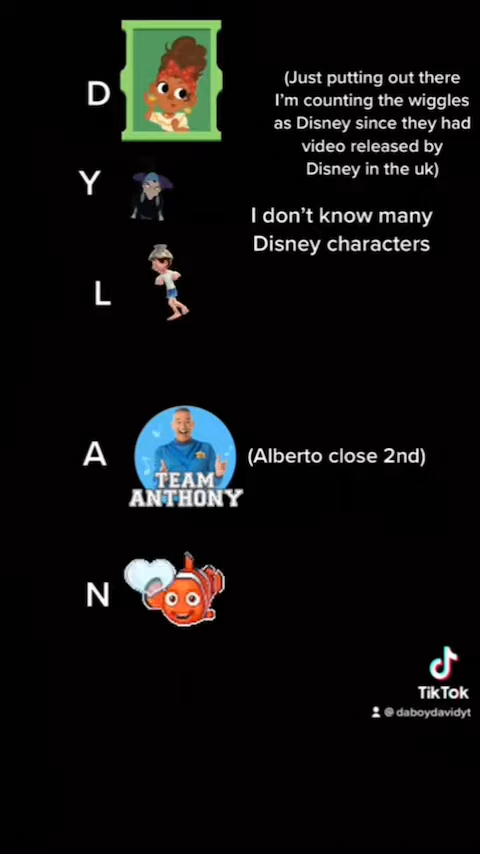 D
(Just putting out there
I'm counting the wiggles
as Disney since they had
video released by
Disney in the uk)
Y
I don't know many
Disney characters
L
A
TEAM
ANTHONY
(Alberto close 2nd)
N
TikTok
@daboydavidyt